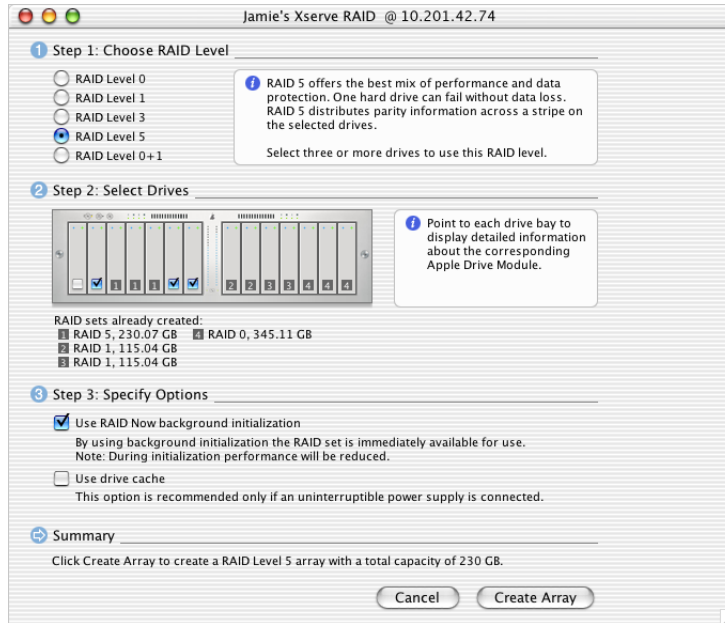 Jamie's Xserve RAID @ 10.201.42.74
1 Step 1: Choose RAID Level
RAID Level 0
RAID Level 1
RAID Level 3
RAID Level 5
RAID Level 0+1
RAID 5 offers the best mix of performance and data
protection. One hard drive can fail without data loss.
RAID 5 distributes parity information across a stripe on
the selected drives.
Select three or more drives to use this RAID level.
2 Step 2: Select Drives
1 1 1 2 2 3 3 4 4 4
Point to each drive bay to
display detailed information
about the corresponding
Apple Drive Module.
RAID sets already created:
1 RAID 5, 230.07 GB 4 RAID 0, 345.11 GB
2 RAID 1, 115.04 GB
3 RAID 1, 115.04 GB
3 Step 3: Specify Options
Use RAID Now background initialization
By using background initialization the RAID set is immediately available for use.
Note: During initialization performance will be reduced.
Use drive cache
This option is recommended only if an uninterruptible power supply is connected.
Summary
Click Create Array to create a RAID Level 5 array with a total capacity of 230 GB.
Cancel Create Array